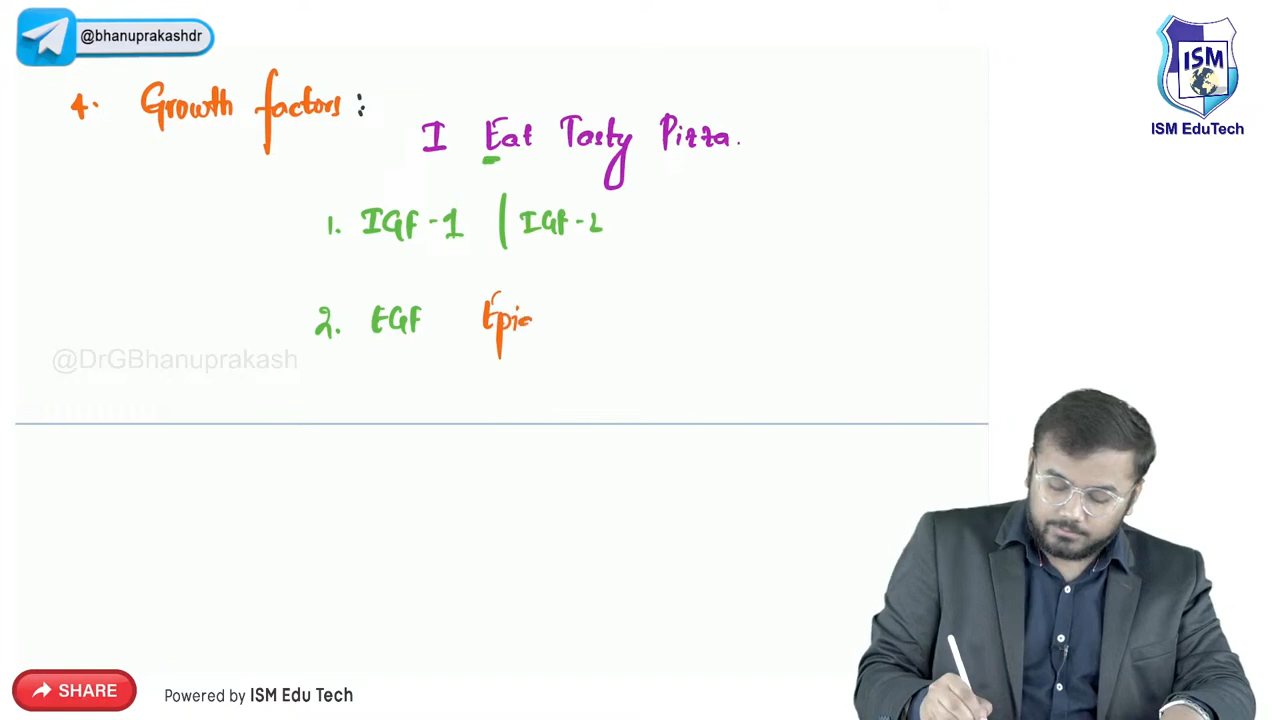 @bhanuprakashdr
ISM
ISM EduTech
4. Growth factors :
I Eat Tasty Pizza.
1. IGF-1 | IGF-2
2. EGF Epic
@DrGBhanuprakash
SHARE
Powered by ISM Edu Tech